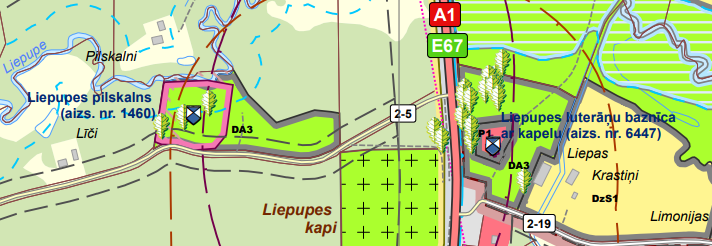 A1
E67
Pilskalni
Liepupe
Liepupes pilskalns
(aizs. nr. 1460)
Līči
DA3
2-5
Liepupes luterāņu baznīca
ar kapelu (aizs. nr. 6447)
P1
Liepas
DA3
Krastiņi
DzS1
Limonijas
Liepupes
kapi
2-19